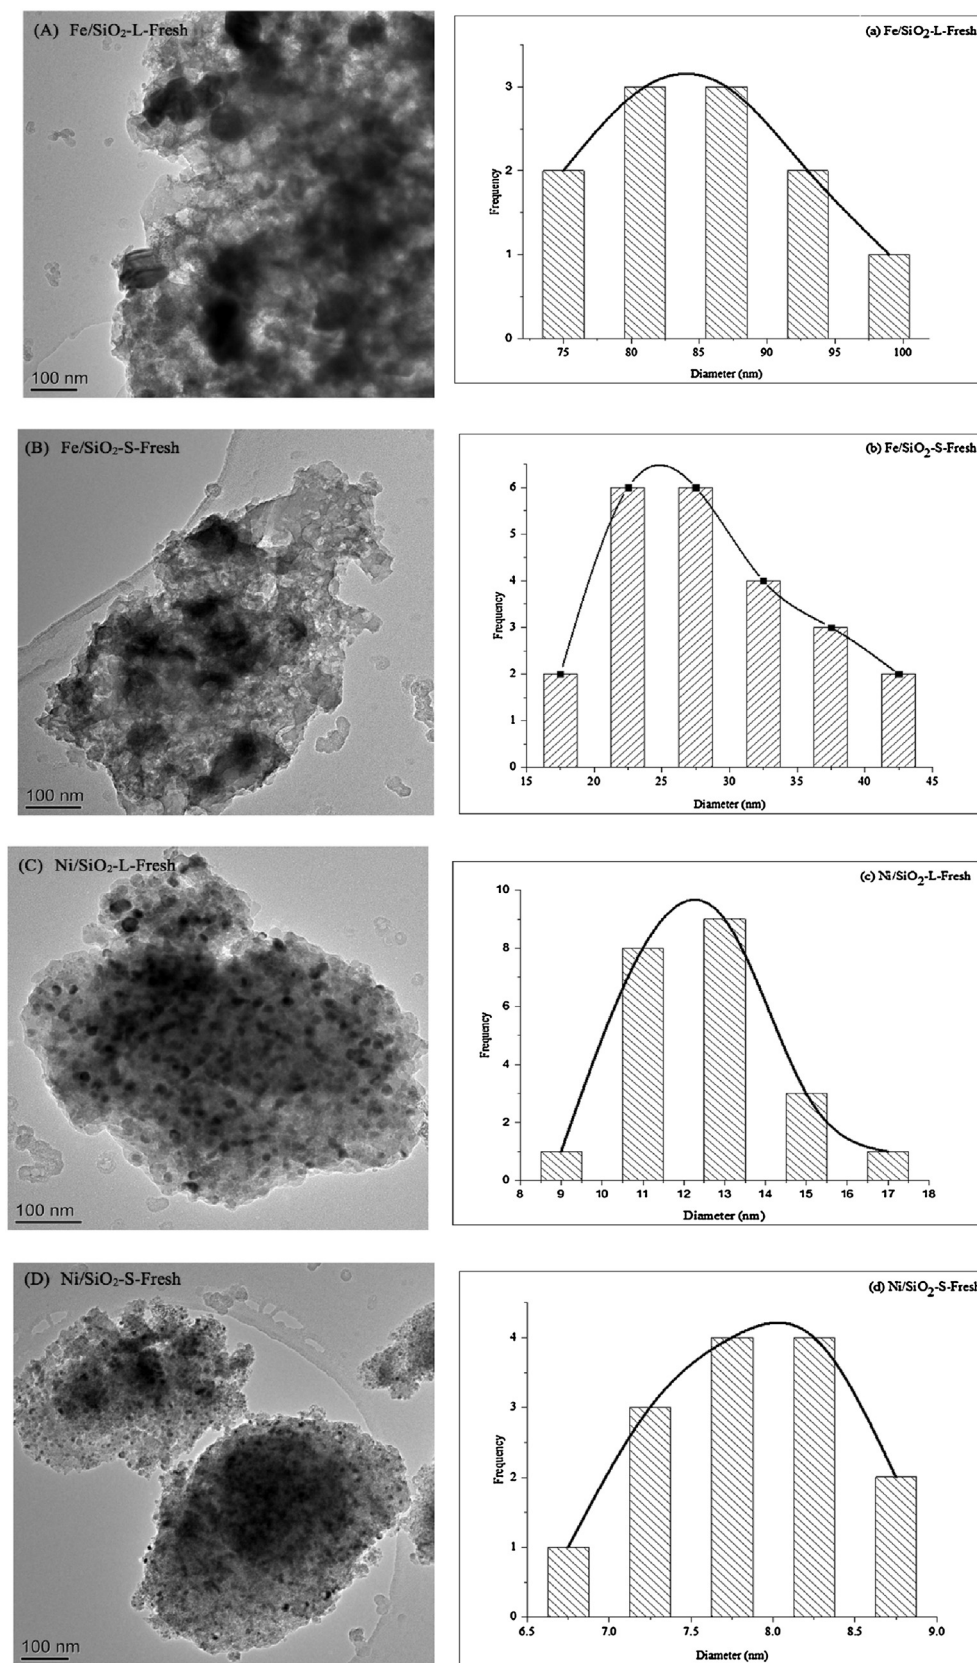 (A) Fe/SiO₂-L-Fresh
100 nm
(a) Fe/SiO₂-L-Fresh
3
2
1
0
Frequency
75 80 85 90 95 100
Diameter (nm)
(B) Fe/SiO₂-S-Fresh
100 nm
(b) Fe/SiO₂-S-Fresh
6
5
4
3
2
1
0
Frequency
15 20 25 30 35 40 45
Diameter (nm)
(C) Ni/SiO₂-L-Fresh
100 nm
(c) Ni/SiO₂-L-Fresh
10
8
6
4
2
0
Frequency
8 9 10 11 12 13 14 15 16 17 18
Diameter (nm)
(D) Ni/SiO₂-S-Fresh
100 nm
(d) Ni/SiO₂-S-Fresh
4
3
2
1
0
Frequency
6.5 7.0 7.5 8.0 8.5 9.0
Diameter (nm)